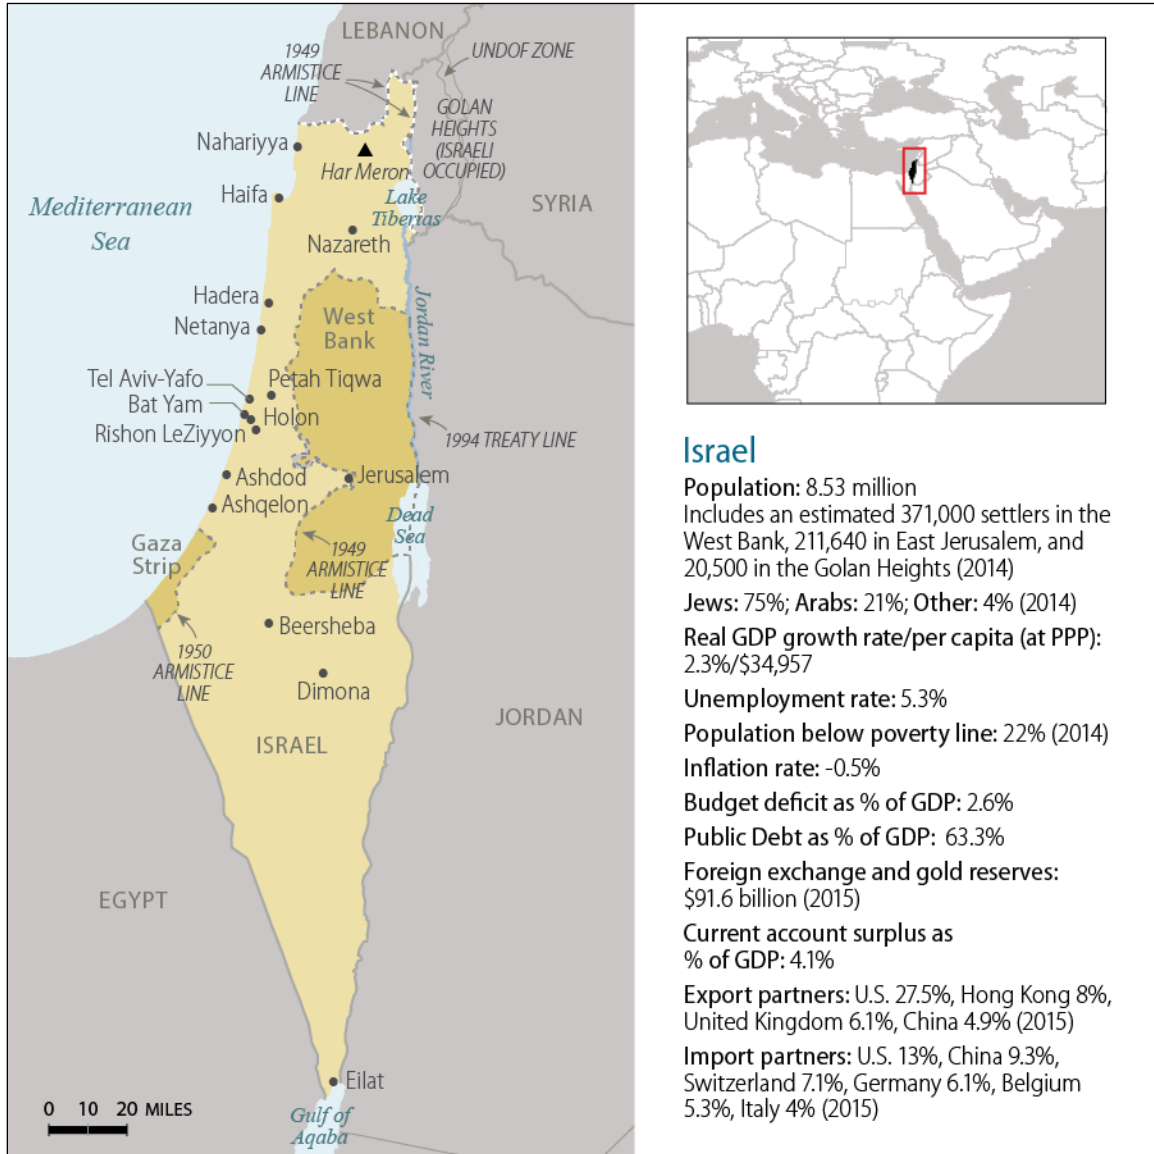 LEBANON
1949
ARMISTICE
LINE
UNDOF ZONE
GOLAN
HEIGHTS
(ISRAELI
OCCUPIED)
Nahariyya
Har Meron
Haifa
Lake
Tiberias
SYRIA
Mediterranean
Sea
Nazareth
Hadera
Netanya
West
Bank
Jordan River
Tel Aviv-Yafo
Petah Tiqwa
Bat Yam
Holon
Rishon LeZiyyon
1994 TREATY LINE
Ashdod
Jerusalem
Ashqelon
Dead
Sea
Gaza
Strip
1949
ARMISTICE
LINE
Beersheba
1950
ARMISTICE
LINE
Dimona
JORDAN
ISRAEL
EGYPT
Eilat
0 10 20 MILES
Gulf of
Aqaba
Israel
Population: 8.53 million
Includes an estimated 371,000 settlers in the
West Bank, 211,640 in East Jerusalem, and
20,500 in the Golan Heights (2014)
Jews: 75%; Arabs: 21%; Other: 4% (2014)
Real GDP growth rate/per capita (at PPP):
2.3%/$34,957
Unemployment rate: 5.3%
Population below poverty line: 22% (2014)
Inflation rate: -0.5%
Budget deficit as % of GDP: 2.6%
Public Debt as % of GDP: 63.3%
Foreign exchange and gold reserves:
$91.6 billion (2015)
Current account surplus as
% of GDP: 4.1%
Export partners: U.S. 27.5%, Hong Kong 8%,
United Kingdom 6.1%, China 4.9% (2015)
Import partners: U.S. 13%, China 9.3%,
Switzerland 7.1%, Germany 6.1%, Belgium
5.3%, Italy 4% (2015)